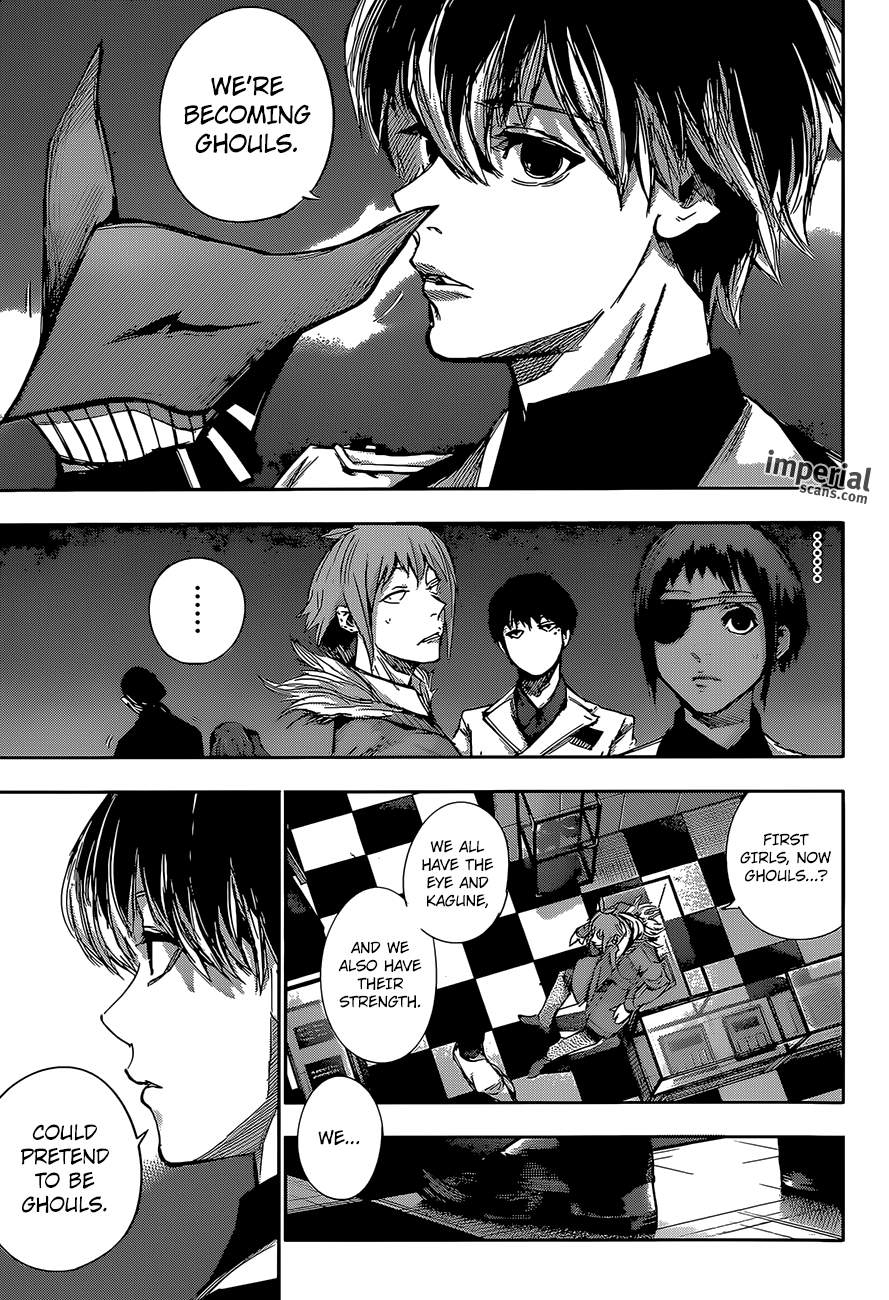 WE'RE
BECOMING
GHOULS.
imperial
scans.com
FIRST
GIRLS, NOW
GHOULS...?
WE ALL
HAVE THE
EYE AND
KAGUNE,
AND WE
ALSO HAVE
THEIR
STRENGTH.
WE...
COULD
PRETEND
TO BE
GHOULS.